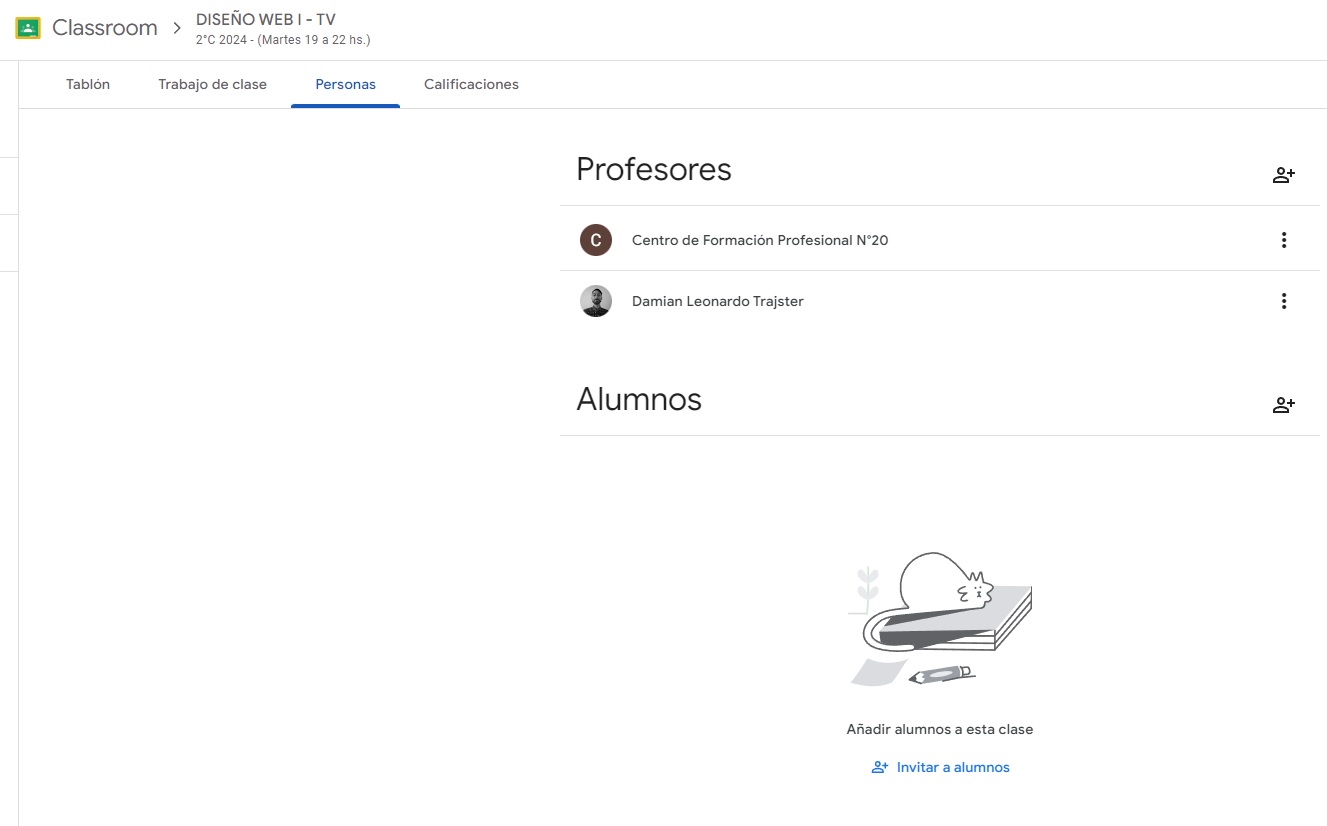 Classroom
DISEÑO WEB I - TV
2°C 2024 - (Martes 19 a 22 hs.)
Tablón
Trabajo de clase
Personas
Calificaciones
Profesores
C
Centro de Formación Profesional N°20
Damian Leonardo Trajster
Alumnos
Añadir alumnos a esta clase
Invitar a alumnos